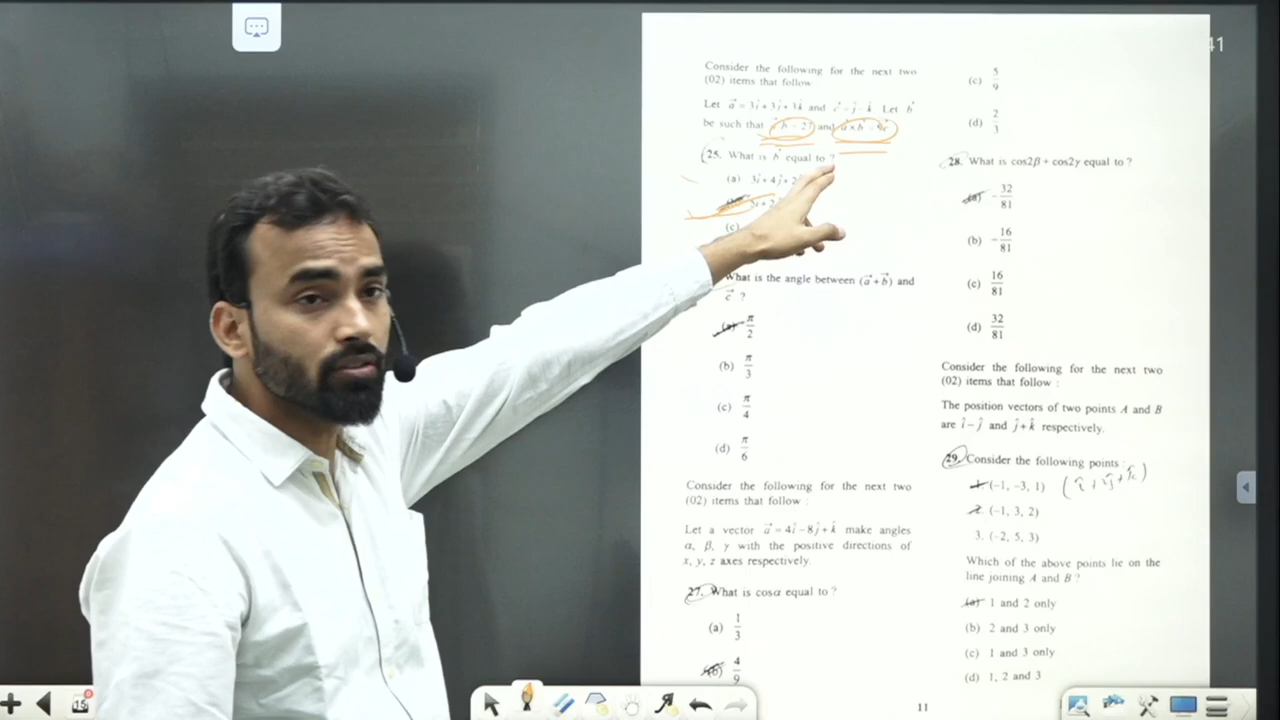 41
Consider the following for the next two
(02) items that follow
Let a⃗ = 3î + 3ĵ + 3k̂ and c⃗ = ĵ – k̂ Let b⃗
be such that and
25. What is b⃗ equal to ?
(a) 3î + 4ĵ + 2
(c)
What is the angle between (a⃗ + b⃗) and
c⃗ ?
(a) π/2
(b) π/3
(c) π/4
(d) π/6
Consider the following for the next two
(02) items that follow :
Let a vector a⃗ = 4î – 8ĵ + k̂ make angles
α, β, γ with the positive directions of
x, y, z axes respectively.
27. What is cosα equal to ?
(a) 1/3
(b) 4/9
(c) 5/9
(d) 2/3
28. What is cos2β + cos2γ equal to ?
(a) – 32/81
(b) – 16/81
(c) 16/81
(d) 32/81
Consider the following for the next two
(02) items that follow :
The position vectors of two points A and B
are î – ĵ and ĵ + k̂ respectively.
29. Consider the following points :
1. (–1, –3, 1)
2. (–1, 3, 2)
3. (–2, 5, 3)
Which of the above points lie on the
line joining A and B ?
(a) 1 and 2 only
(b) 2 and 3 only
(c) 1 and 3 only
(d) 1, 2 and 3
11
15